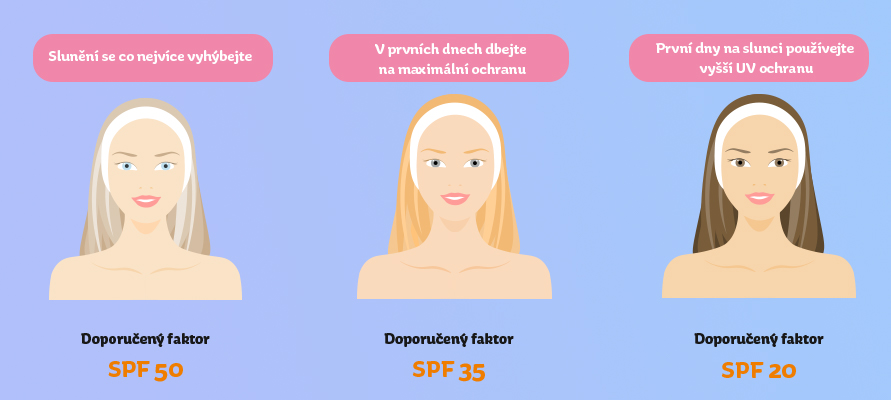 Slunění se co nejvíce vyhýbejte
V prvních dnech dbejte
na maximální ochranu
První dny na slunci používejte
vyšší UV ochranu
Doporučený faktor
SPF 50
Doporučený faktor
SPF 35
Doporučený faktor
SPF 20